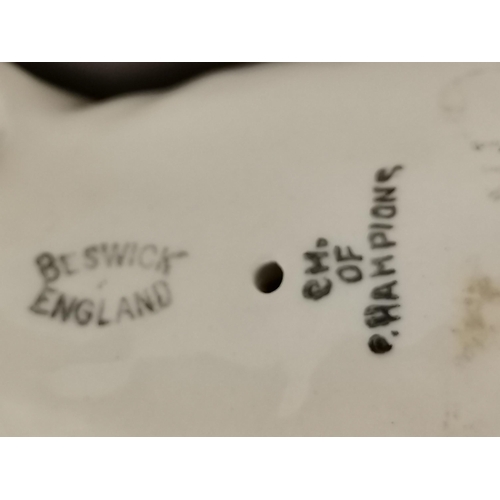 BESWICK
ENGLAND
CH.
OF
CHAMPIONS